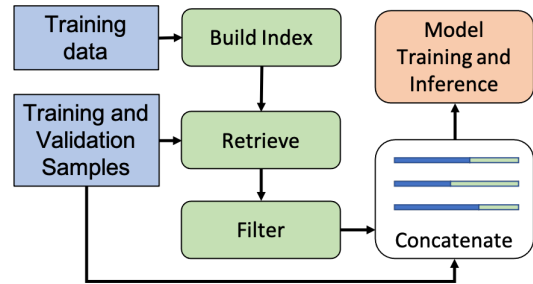 Training
data
Build Index
Model
Training and
Inference
Training and
Validation
Samples
Retrieve
Filter
Concatenate